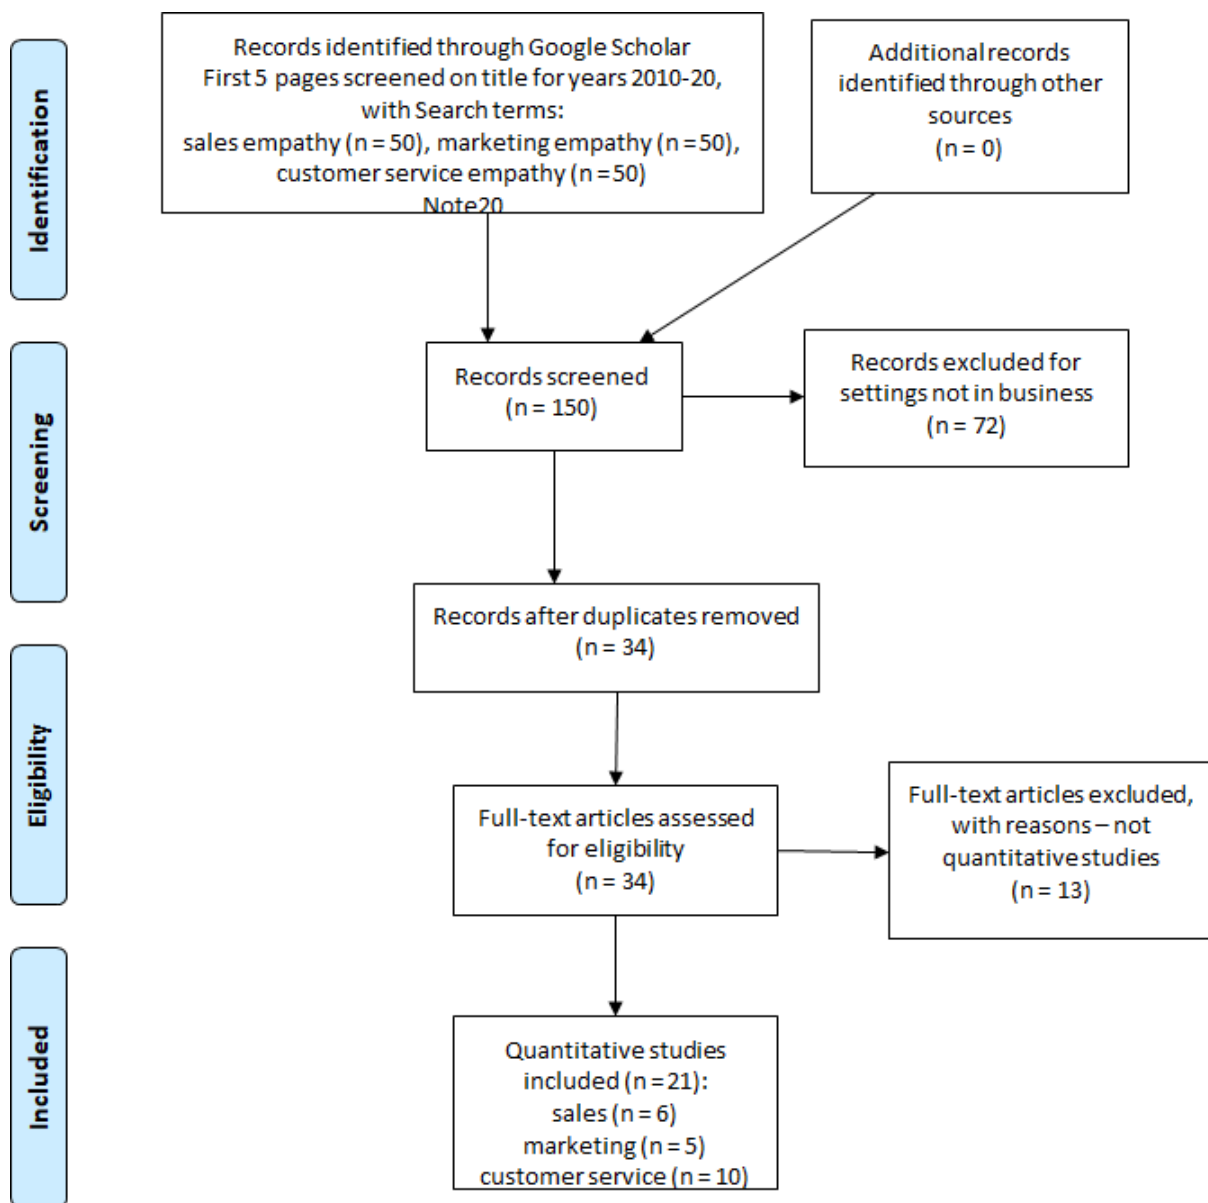 Identification
Records identified through Google Scholar
First 5 pages screened on title for years 2010-20,
with Search terms:
sales empathy (n = 50), marketing empathy (n = 50),
customer service empathy (n = 50)
Note20
Additional records
identified through other
sources
(n = 0)
Screening
Records screened
(n = 150)
Records excluded for
settings not in business
(n = 72)
Records after duplicates removed
(n = 34)
Eligibility
Full-text articles assessed
for eligibility
(n = 34)
Full-text articles excluded,
with reasons – not
quantitative studies
(n = 13)
Included
Quantitative studies
included (n = 21):
sales (n = 6)
marketing (n = 5)
customer service (n = 10)